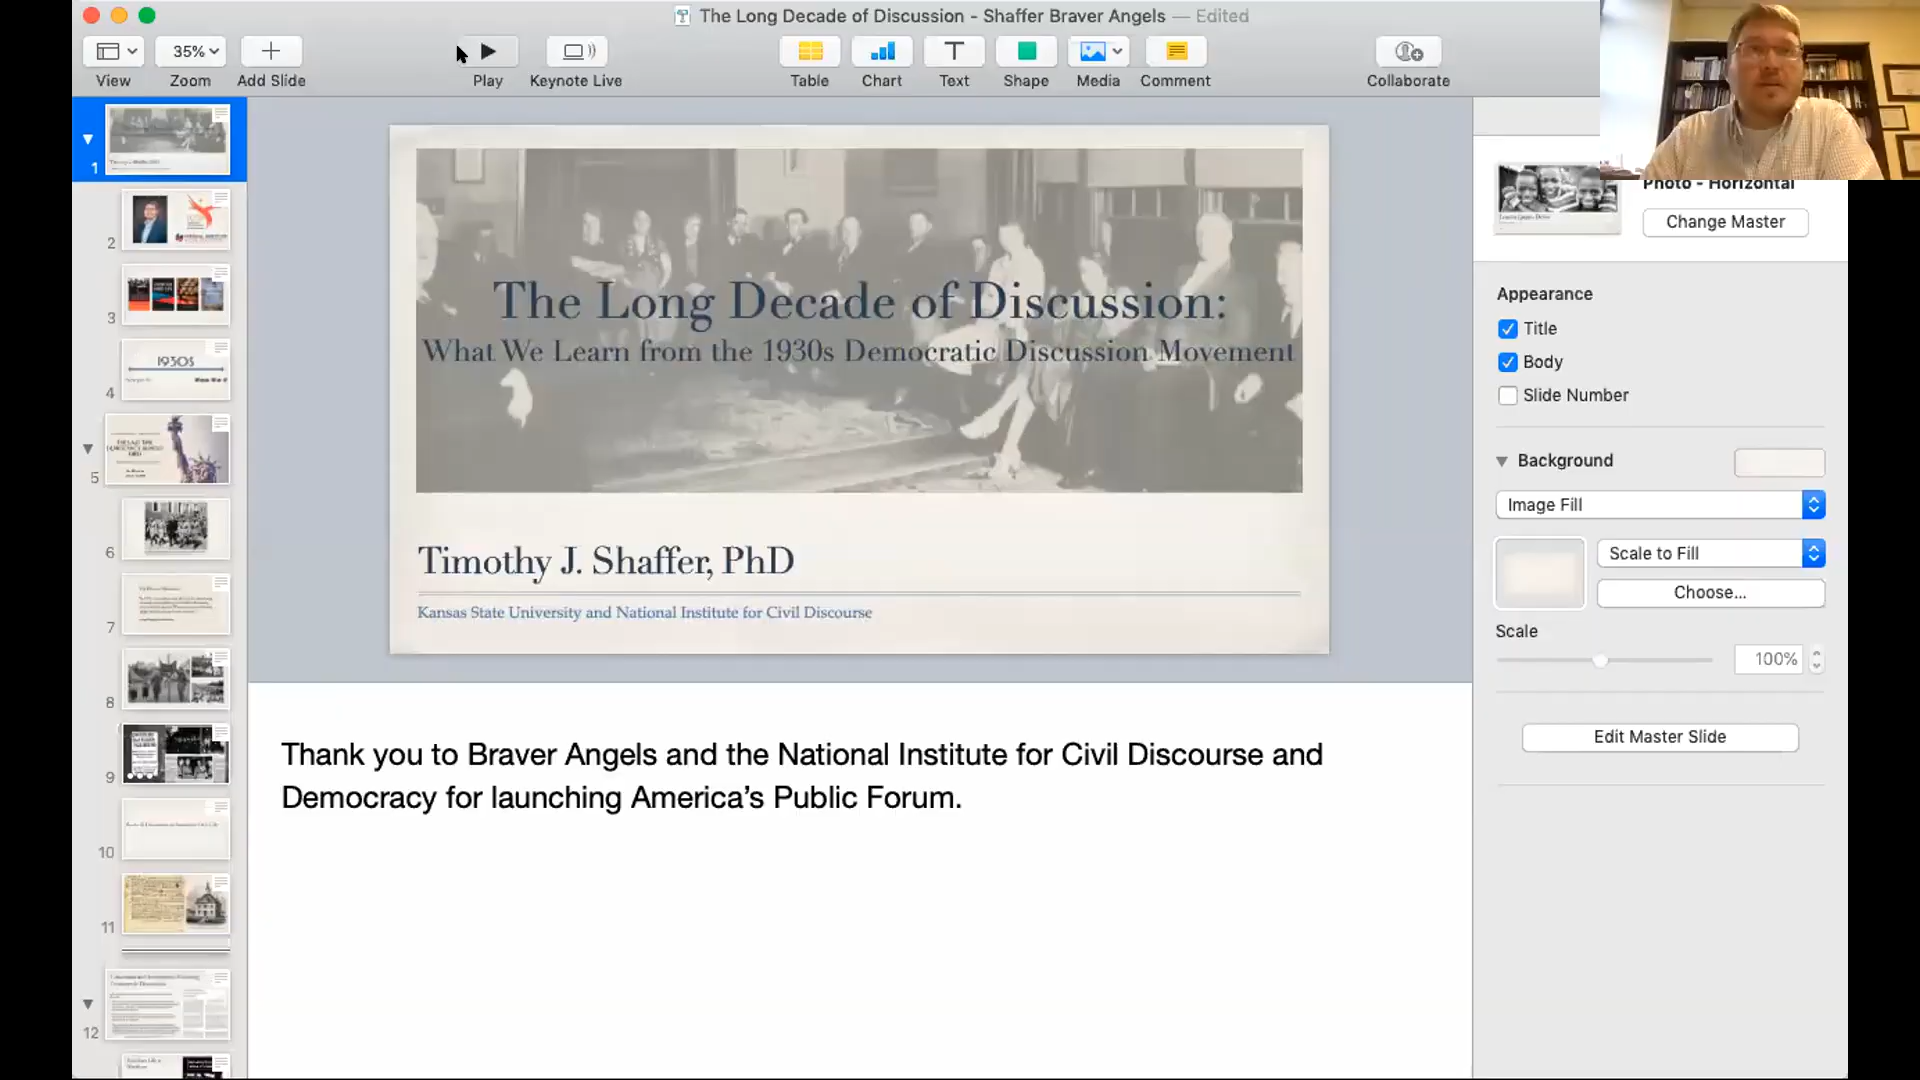 The Long Decade of Discussion - Shaffer Braver Angels — Edited
35%
View
Zoom
Add Slide
Play
Keynote Live
Table
Chart
Text
Shape
Media
Comment
Collaborate
1
2
3
4
1930S
5
6
7
8
9
10
11
12
The Long Decade of Discussion:
What We Learn from the 1930s Democratic Discussion Movement
Timothy J. Shaffer, PhD
Kansas State University and National Institute for Civil Discourse
Thank you to Braver Angels and the National Institute for Civil Discourse and
Democracy for launching America’s Public Forum.
Photo - Horizontal
Change Master
Appearance
Title
Body
Slide Number
Background
Image Fill
Scale to Fill
Choose...
Scale
100%
Edit Master Slide